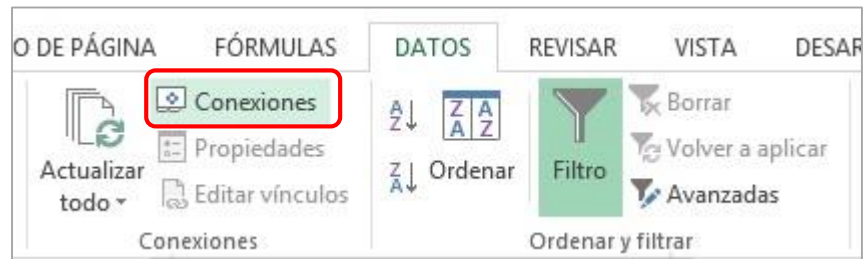 O DE PÁGINA FÓRMULAS DATOS REVISAR VISTA DESAR
Actualizar
todo
Conexiones
Propiedades
Editar vínculos
Conexiones
A
Z
Z
A
Z A
A Z
Ordenar
Filtro
Borrar
Volver a aplicar
Avanzadas
Ordenar y filtrar